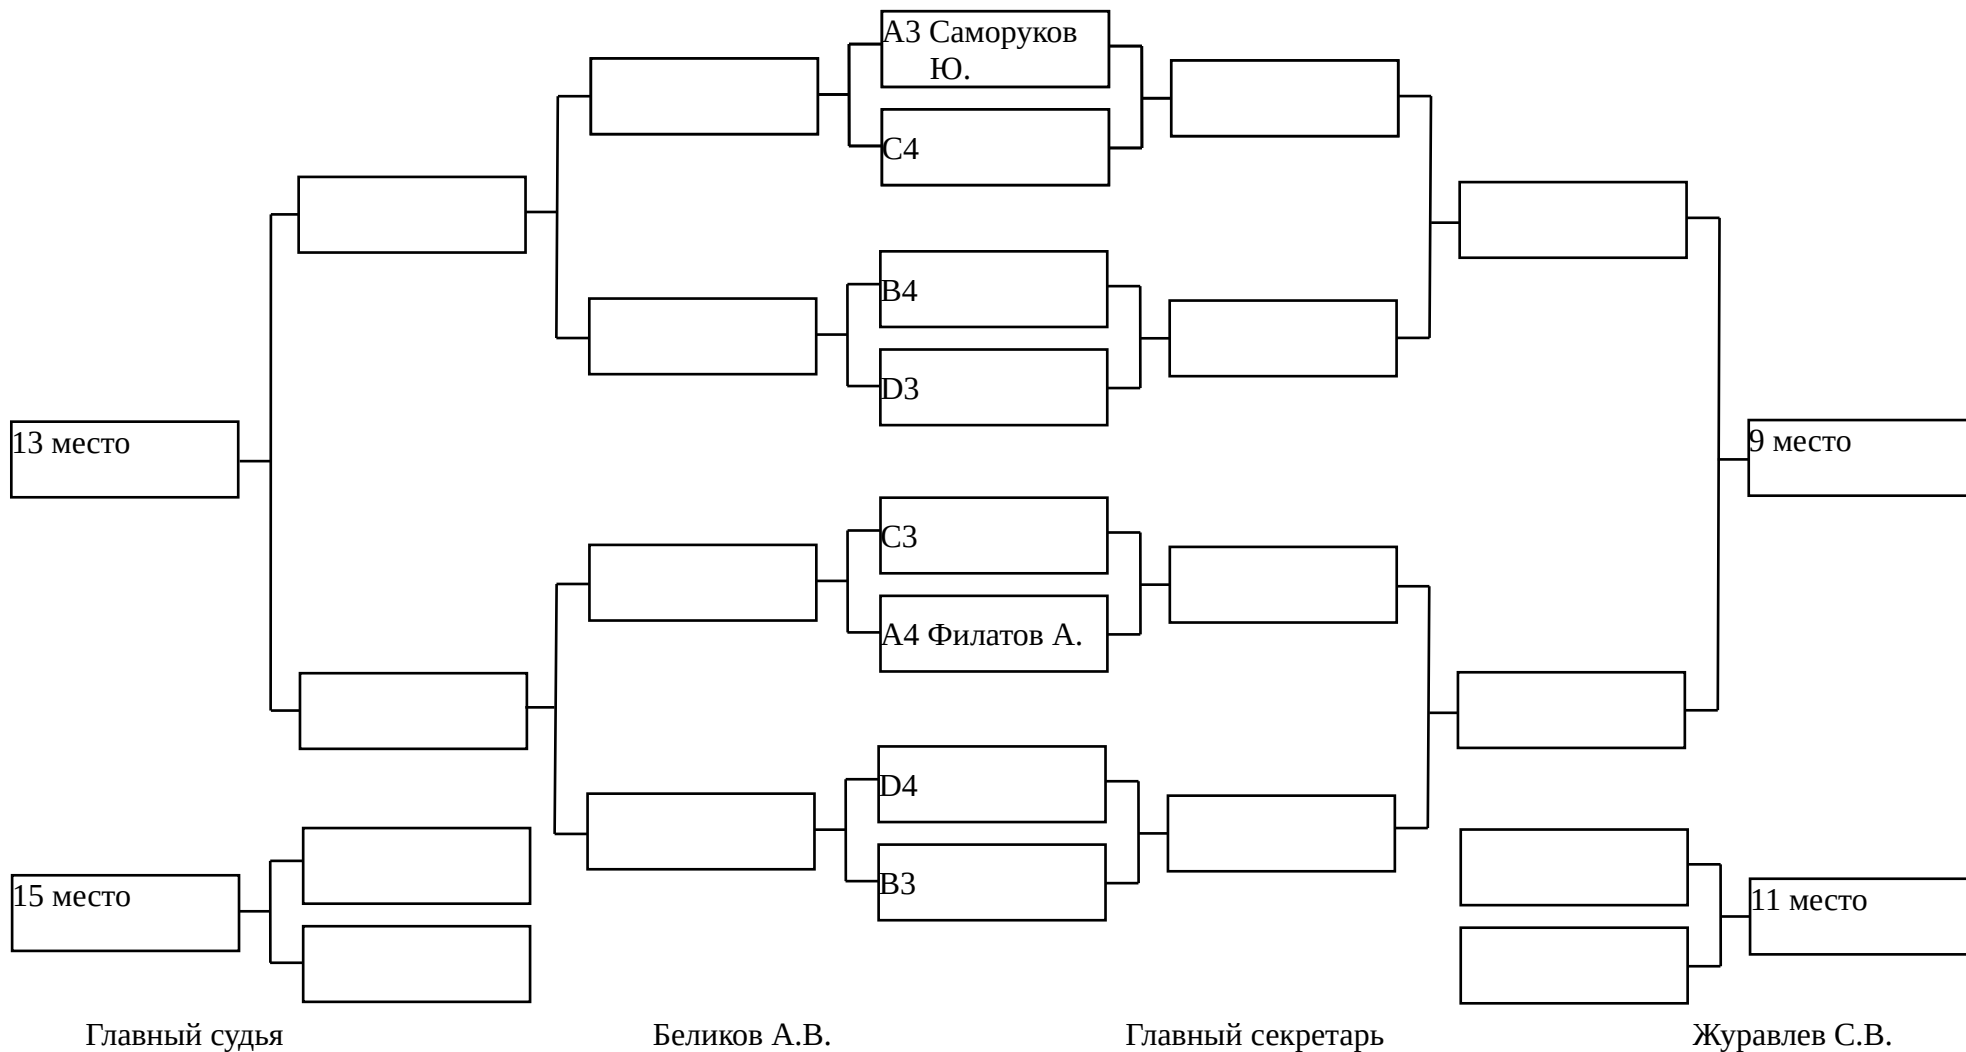 А3 Саморуков
Ю.
С4
В4
D3
13 место
9 место
С3
А4 Филатов А.
D4
В3
15 место
11 место
Главный судья Беликов А.В. Главный секретарь Журавлев С.В.